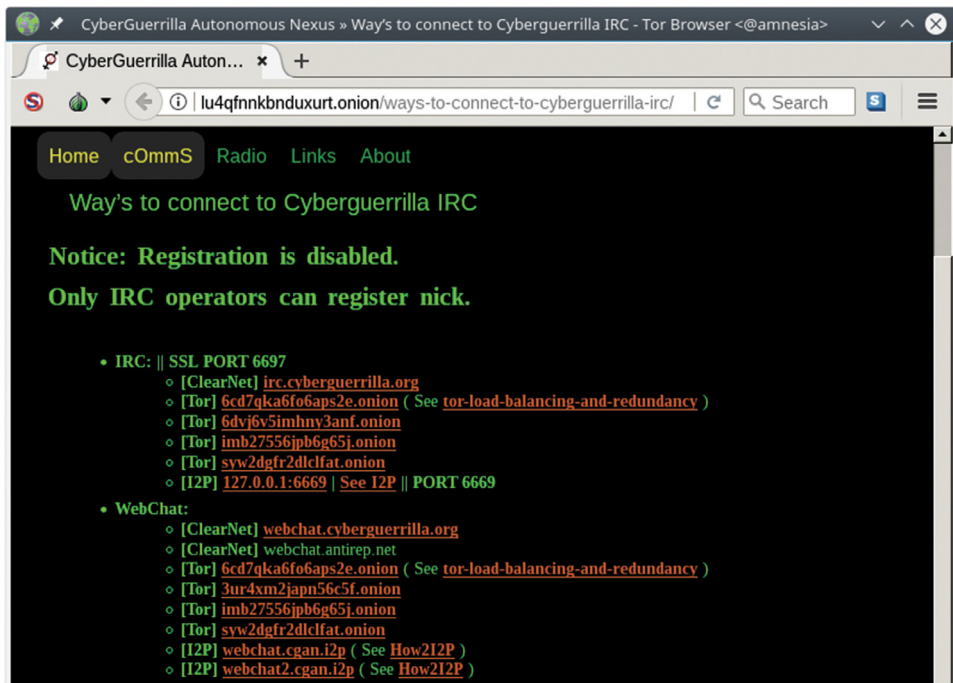 CyberGuerrilla Autonomous Nexus » Way's to connect to Cyberguerrilla IRC - Tor Browser <@amnesia>
CyberGuerrilla Auton…
lu4qfnnkbnduxurt.onion/ways-to-connect-to-cyberguerrilla-irc/ Search
Home cOmmS Radio Links About
Way's to connect to Cyberguerrilla IRC
Notice: Registration is disabled.
Only IRC operators can register nick.
• IRC: || SSL PORT 6697
[ClearNet] irc.cyberguerrilla.org
[Tor] 6cd7qka6fo6aps2e.onion ( See tor-load-balancing-and-redundancy )
[Tor] 6dvj6v5imhny3anf.onion
[Tor] imb27556jpb6g65j.onion
[Tor] syw2dgfr2dlclfat.onion
[I2P] 127.0.0.1:6669 | See I2P || PORT 6669
• WebChat:
[ClearNet] webchat.cyberguerrilla.org
[ClearNet] webchat.antirep.net
[Tor] 6cd7qka6fo6aps2e.onion ( See tor-load-balancing-and-redundancy )
[Tor] 3ur4xm2japn56c5f.onion
[Tor] imb27556jpb6g65j.onion
[Tor] syw2dgfr2dlclfat.onion
[I2P] webchat.cgan.i2p ( See How2I2P )
[I2P] webchat2.cgan.i2p ( See How2I2P )